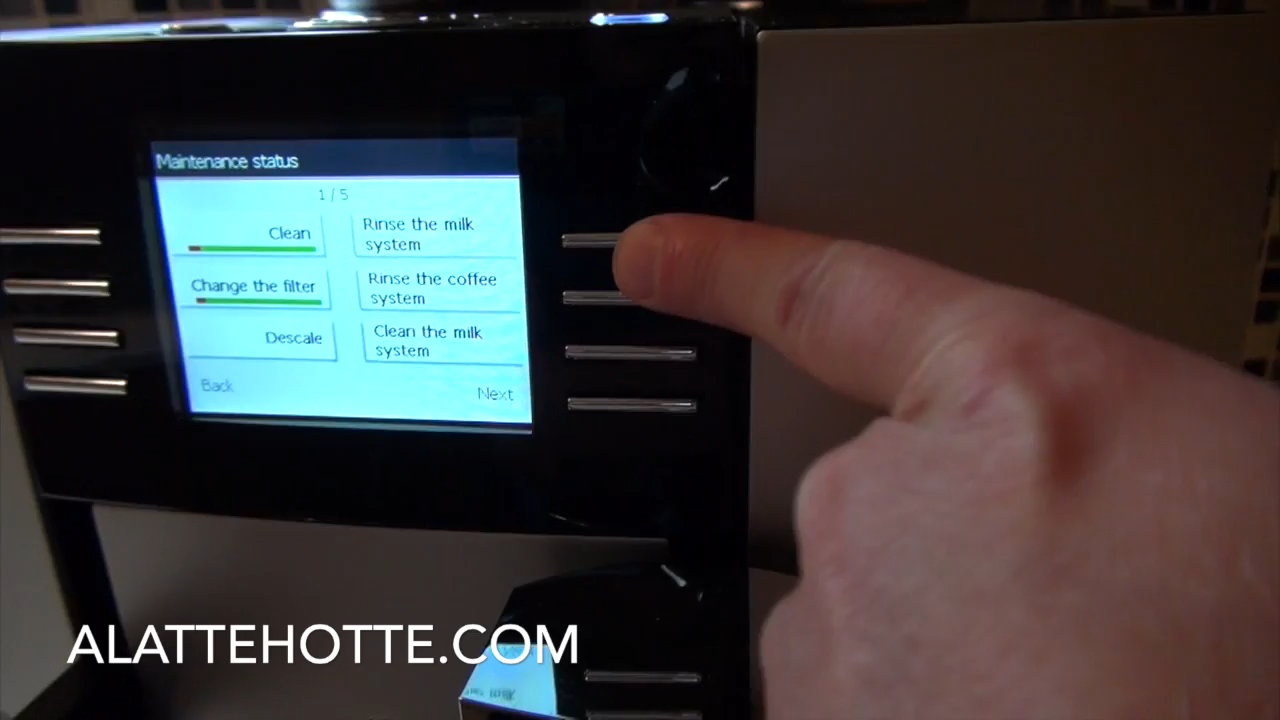 Maintenance status
1 / 5
Clean
Rinse the milk
system
Change the filter
Rinse the coffee
system
Descale
Clean the milk
system
Back
Next
ALATTEHOTTE.COM